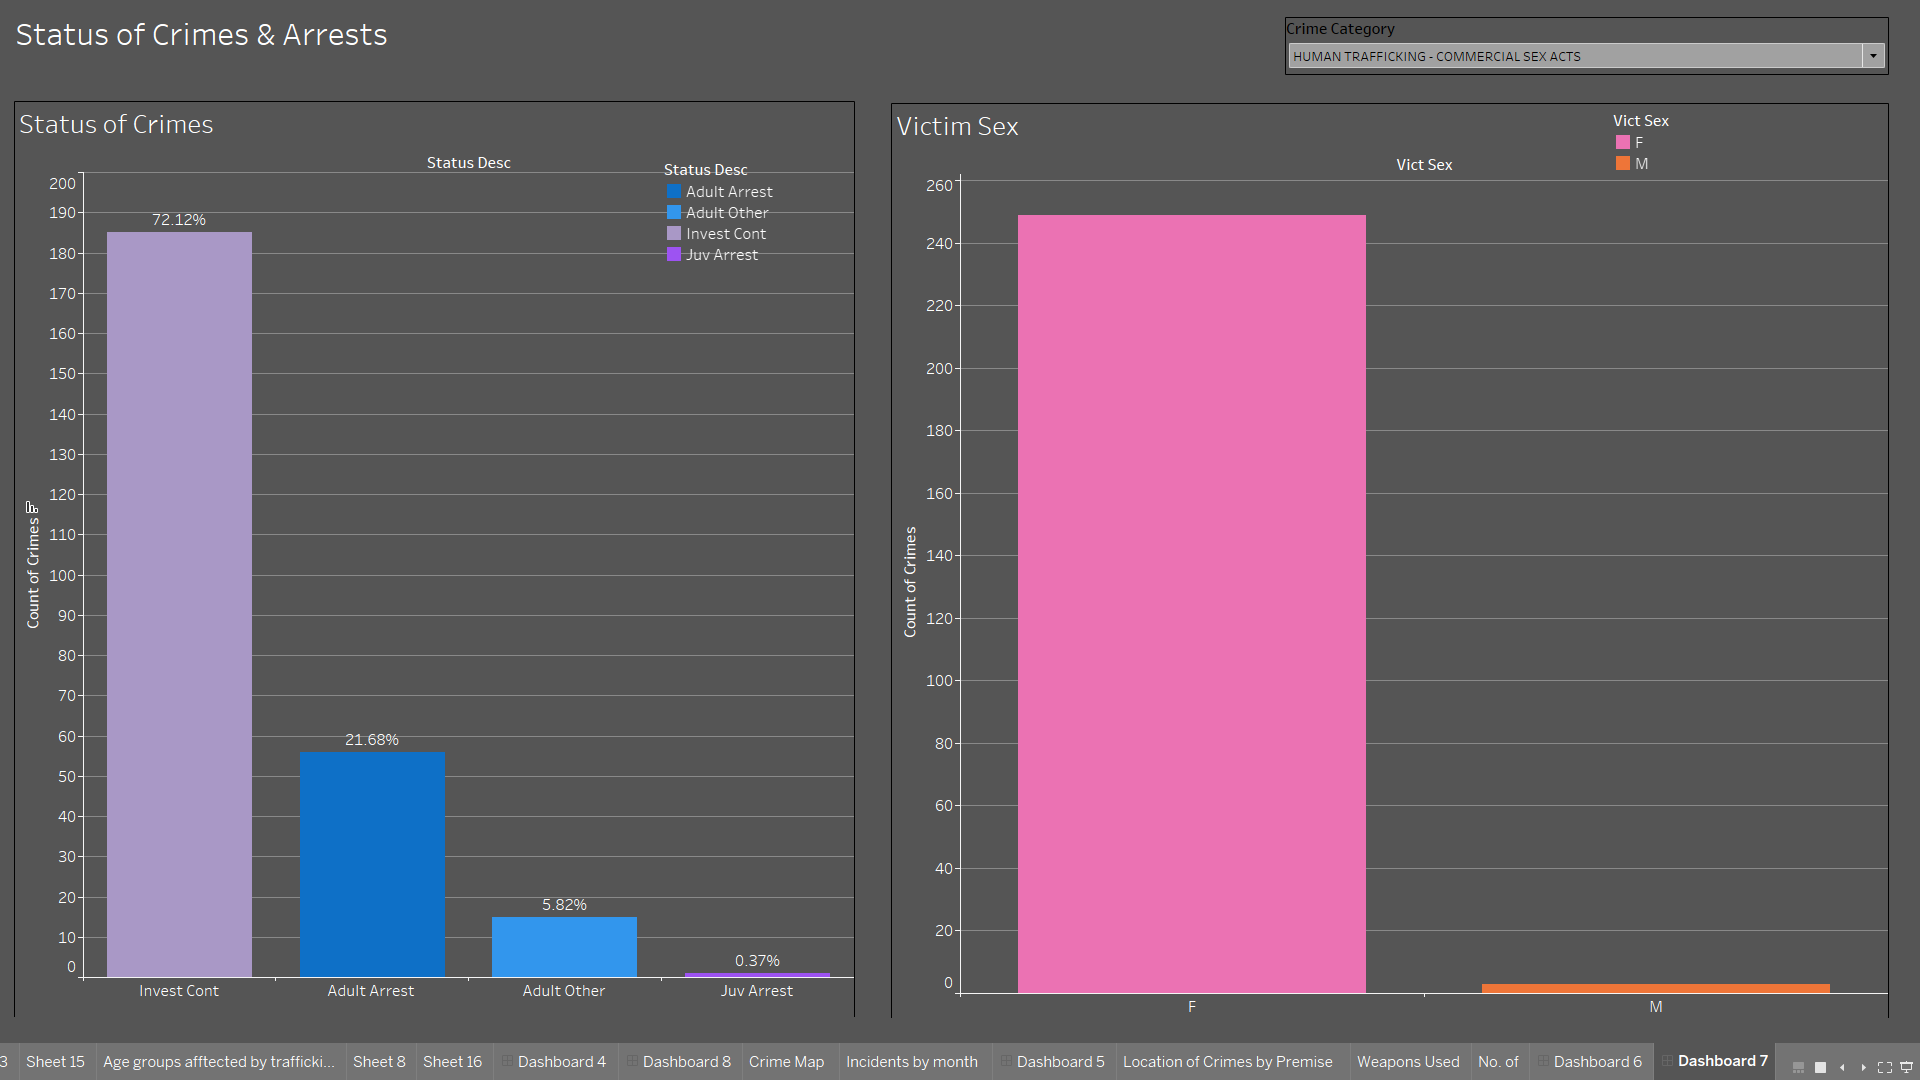 Status of Crimes & Arrests
Crime Category
HUMAN TRAFFICKING - COMMERCIAL SEX ACTS
Status of Crimes
Status Desc
Status Desc
Adult Arrest
Adult Other
Invest Cont
Juv Arrest
200
190
180
170
160
150
140
130
120
110
100
90
80
70
60
50
40
30
20
10
0
Count of Crimes
72.12%
21.68%
5.82%
0.37%
Invest Cont
Adult Arrest
Adult Other
Juv Arrest
Victim Sex
Vict Sex
F
M
Vict Sex
260
240
220
200
180
160
140
120
100
80
60
40
20
0
Count of Crimes
F
M
3
Sheet 15
Age groups afftected by trafficki...
Sheet 8
Sheet 16
Dashboard 4
Dashboard 8
Crime Map
Incidents by month
Dashboard 5
Location of Crimes by Premise
Weapons Used
No. of
Dashboard 6
Dashboard 7